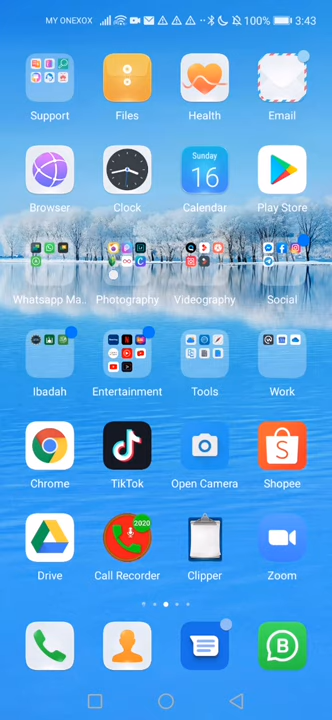 MY ONEXOX 100% 3:43
Support Files Health Email
Sunday
16
Browser Clock Calendar Play Store
Whatsapp Ma... Photography Videography Social
Ibadah Entertainment Tools Work
Chrome TikTok Open Camera Shopee
2020
Drive Call Recorder Clipper Zoom